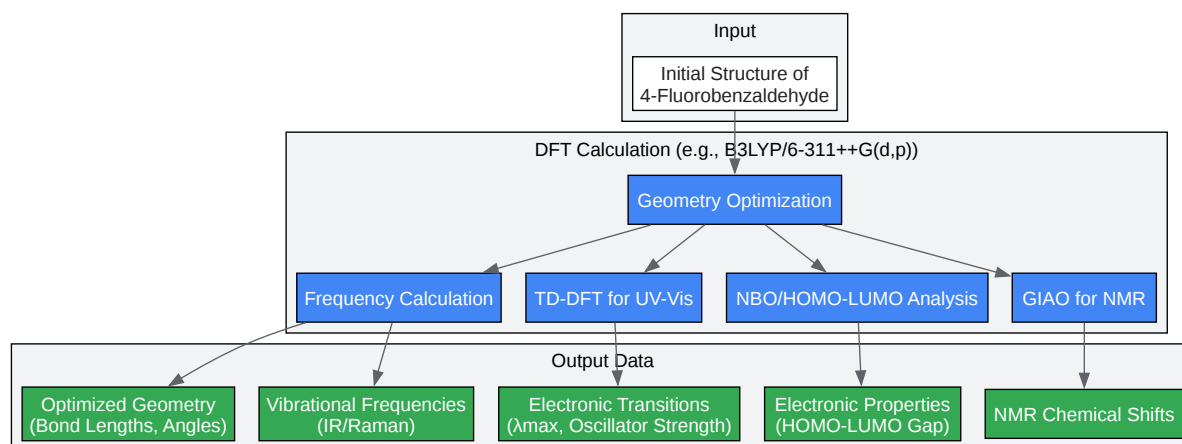 Input
Initial Structure of
4-Fluorobenzaldehyde
DFT Calculation (e.g., B3LYP/6-311++G(d,p))
Geometry Optimization
Frequency Calculation
TD-DFT for UV-Vis
NBO/HOMO-LUMO Analysis
GIAO for NMR
Output Data
Optimized Geometry
(Bond Lengths, Angles)
Vibrational Frequencies
(IR/Raman)
Electronic Transitions
(λmax, Oscillator Strength)
Electronic Properties
(HOMO-LUMO Gap)
NMR Chemical Shifts